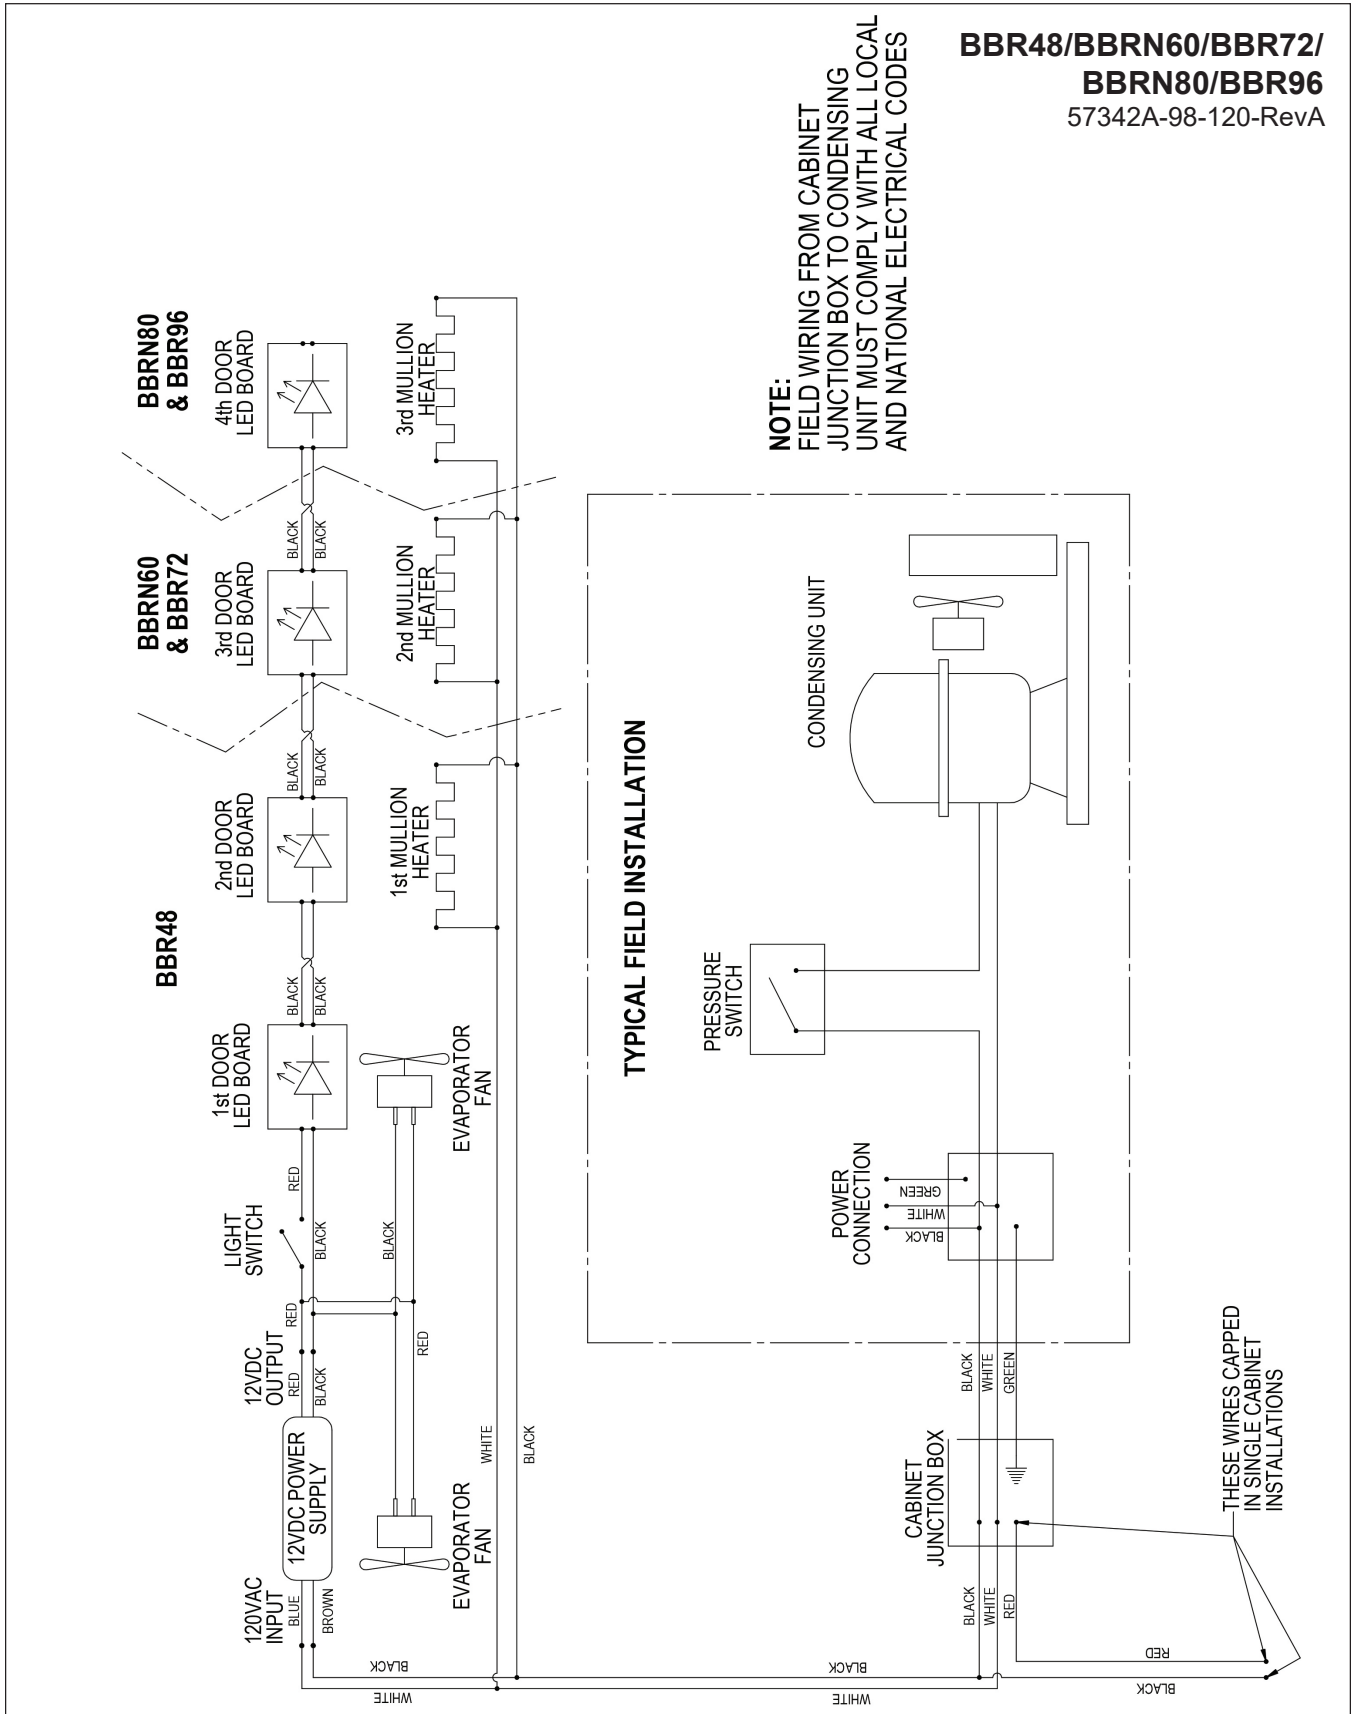 BBR48/BBRN60/BBR72/
BBRN80/BBR96
57342A-98-120-RevA
NOTE:
FIELD WIRING FROM CABINET
JUNCTION BOX TO CONDENSING
UNIT MUST COMPLY WITH ALL LOCAL
AND NATIONAL ELECTRICAL CODES
BBR48
BBRN60
& BBR72
BBRN80
& BBR96
120VAC
INPUT
BLUE
BROWN
12VDC POWER
SUPPLY
12VDC
OUTPUT
RED
BLACK
RED
LIGHT
SWITCH
BLACK
RED
1st DOOR
LED BOARD
BLACK
BLACK
2nd DOOR
LED BOARD
BLACK
BLACK
3rd DOOR
LED BOARD
BLACK
BLACK
4th DOOR
LED BOARD
EVAPORATOR
FAN
RED
BLACK
EVAPORATOR
FAN
1st MULLION
HEATER
2nd MULLION
HEATER
3rd MULLION
HEATER
WHITE
BLACK
WHITE
BLACK
TYPICAL FIELD INSTALLATION
PRESSURE
SWITCH
CONDENSING UNIT
POWER
CONNECTION
GREEN
WHITE
BLACK
BLACK
WHITE
CABINET
JUNCTION BOX
BLACK
WHITE
GREEN
BLACK
WHITE
RED
RED
BLACK
THESE WIRES CAPPED
IN SINGLE CABINET
INSTALLATIONS